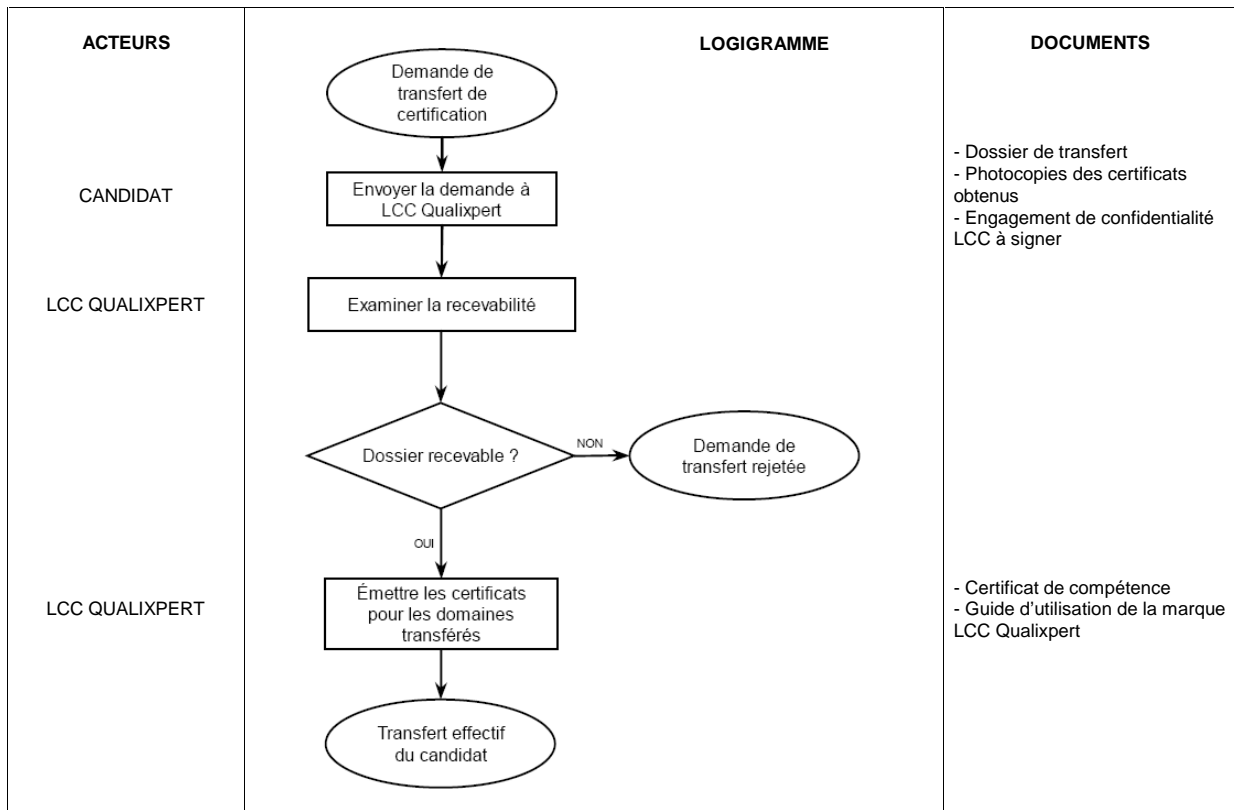 ACTEURS
LOGIGRAMME
DOCUMENTS
Demande de
transfert de
certification
CANDIDAT
Envoyer la demande à
LCC Qualixpert
- Dossier de transfert
- Photocopies des certificats
obtenus
- Engagement de confidentialité
LCC à signer
LCC QUALIXPERT
Examiner la recevabilité
Dossier recevable ?
NON
Demande de
transfert rejetée
OUI
LCC QUALIXPERT
Émettre les certificats
pour les domaines
transférés
- Certificat de compétence
- Guide d’utilisation de la marque
LCC Qualixpert
Transfert effectif
du candidat